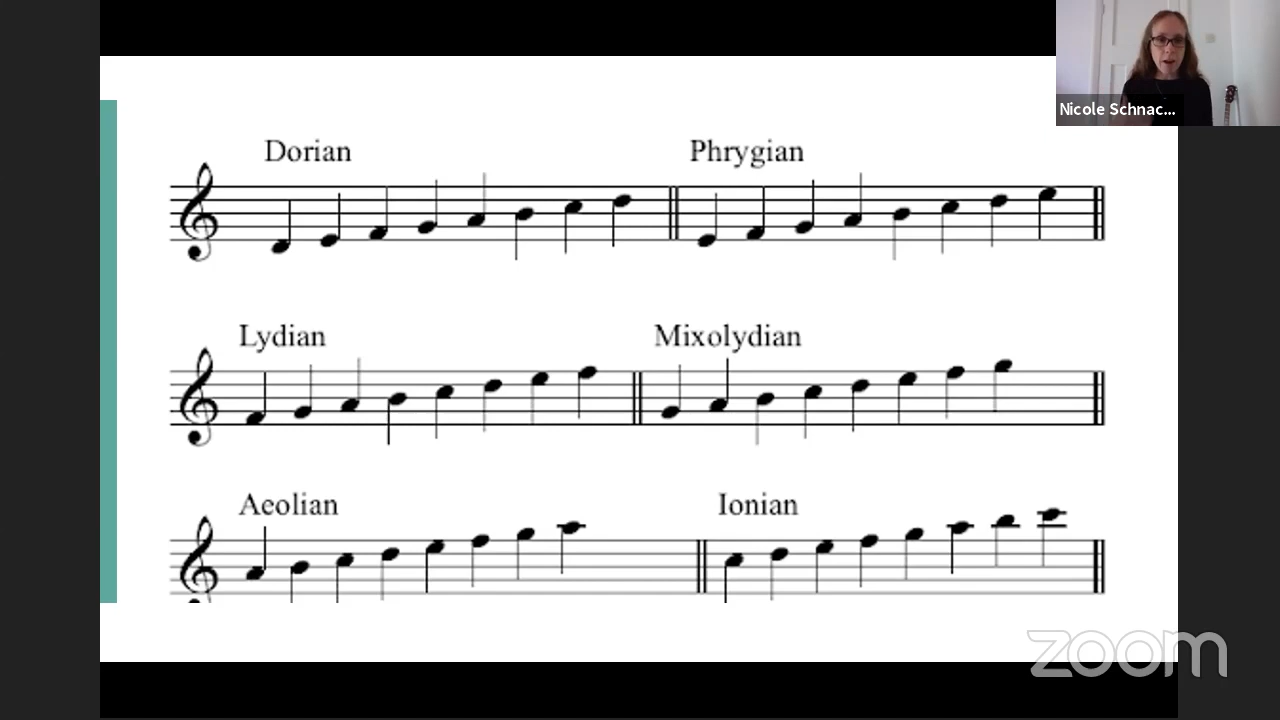 Nicole Schnac...
Dorian
Phrygian
Lydian
Mixolydian
Aeolian
Ionian
zoom